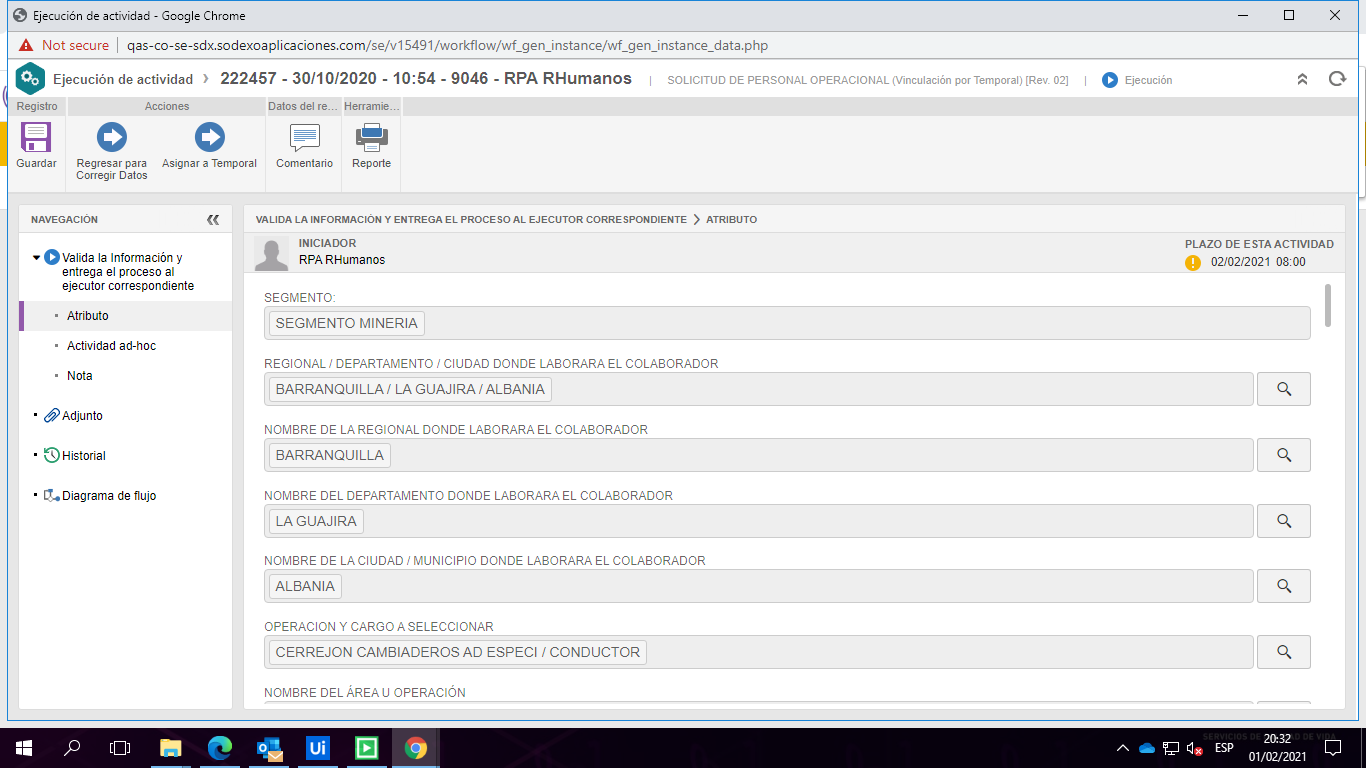 Ejecución de actividad - Google Chrome
Not secure | qas-co-se-sdx.sodexoaplicaciones.com/se/v15491/workflow/wf_gen_instance/wf_gen_instance_data.php
Ejecución de actividad > 222457 - 30/10/2020 - 10:54 - 9046 - RPA RHumanos | SOLICITUD DE PERSONAL OPERACIONAL (Vinculación por Temporal) [Rev. 02] | Ejecución
Registro Acciones Datos del re... Herramie...
Guardar
Regresar para
Corregir Datos
Asignar a Temporal
Comentario
Reporte
NAVEGACIÓN
Valida la Información y
entrega el proceso al
ejecutor correspondiente
Atributo
Actividad ad-hoc
Nota
Adjunto
Historial
Diagrama de flujo
VALIDA LA INFORMACIÓN Y ENTREGA EL PROCESO AL EJECUTOR CORRESPONDIENTE > ATRIBUTO
INICIADOR
RPA RHumanos
PLAZO DE ESTA ACTIVIDAD
02/02/2021 08:00
SEGMENTO:
SEGMENTO MINERIA
REGIONAL / DEPARTAMENTO / CIUDAD DONDE LABORARA EL COLABORADOR
BARRANQUILLA / LA GUAJIRA / ALBANIA
NOMBRE DE LA REGIONAL DONDE LABORARA EL COLABORADOR
BARRANQUILLA
NOMBRE DEL DEPARTAMENTO DONDE LABORARA EL COLABORADOR
LA GUAJIRA
NOMBRE DE LA CIUDAD / MUNICIPIO DONDE LABORARA EL COLABORADOR
ALBANIA
OPERACION Y CARGO A SELECCIONAR
CERREJON CAMBIADEROS AD ESPECI / CONDUCTOR
NOMBRE DEL ÁREA U OPERACIÓN
Ui
ESP
20:32
01/02/2021